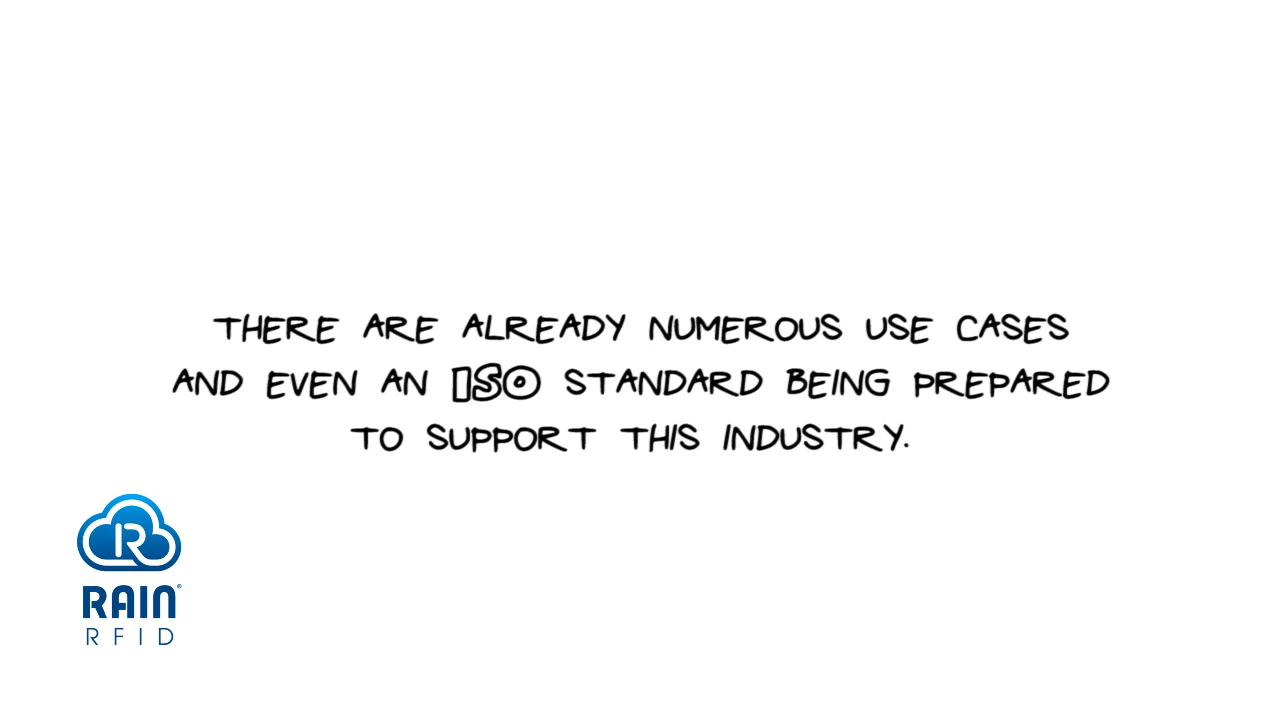 THERE ARE ALREADY NUMEROUS USE CASES
AND EVEN AN ISO STANDARD BEING PREPARED
TO SUPPORT THIS INDUSTRY.
R
RAIN®
RFID